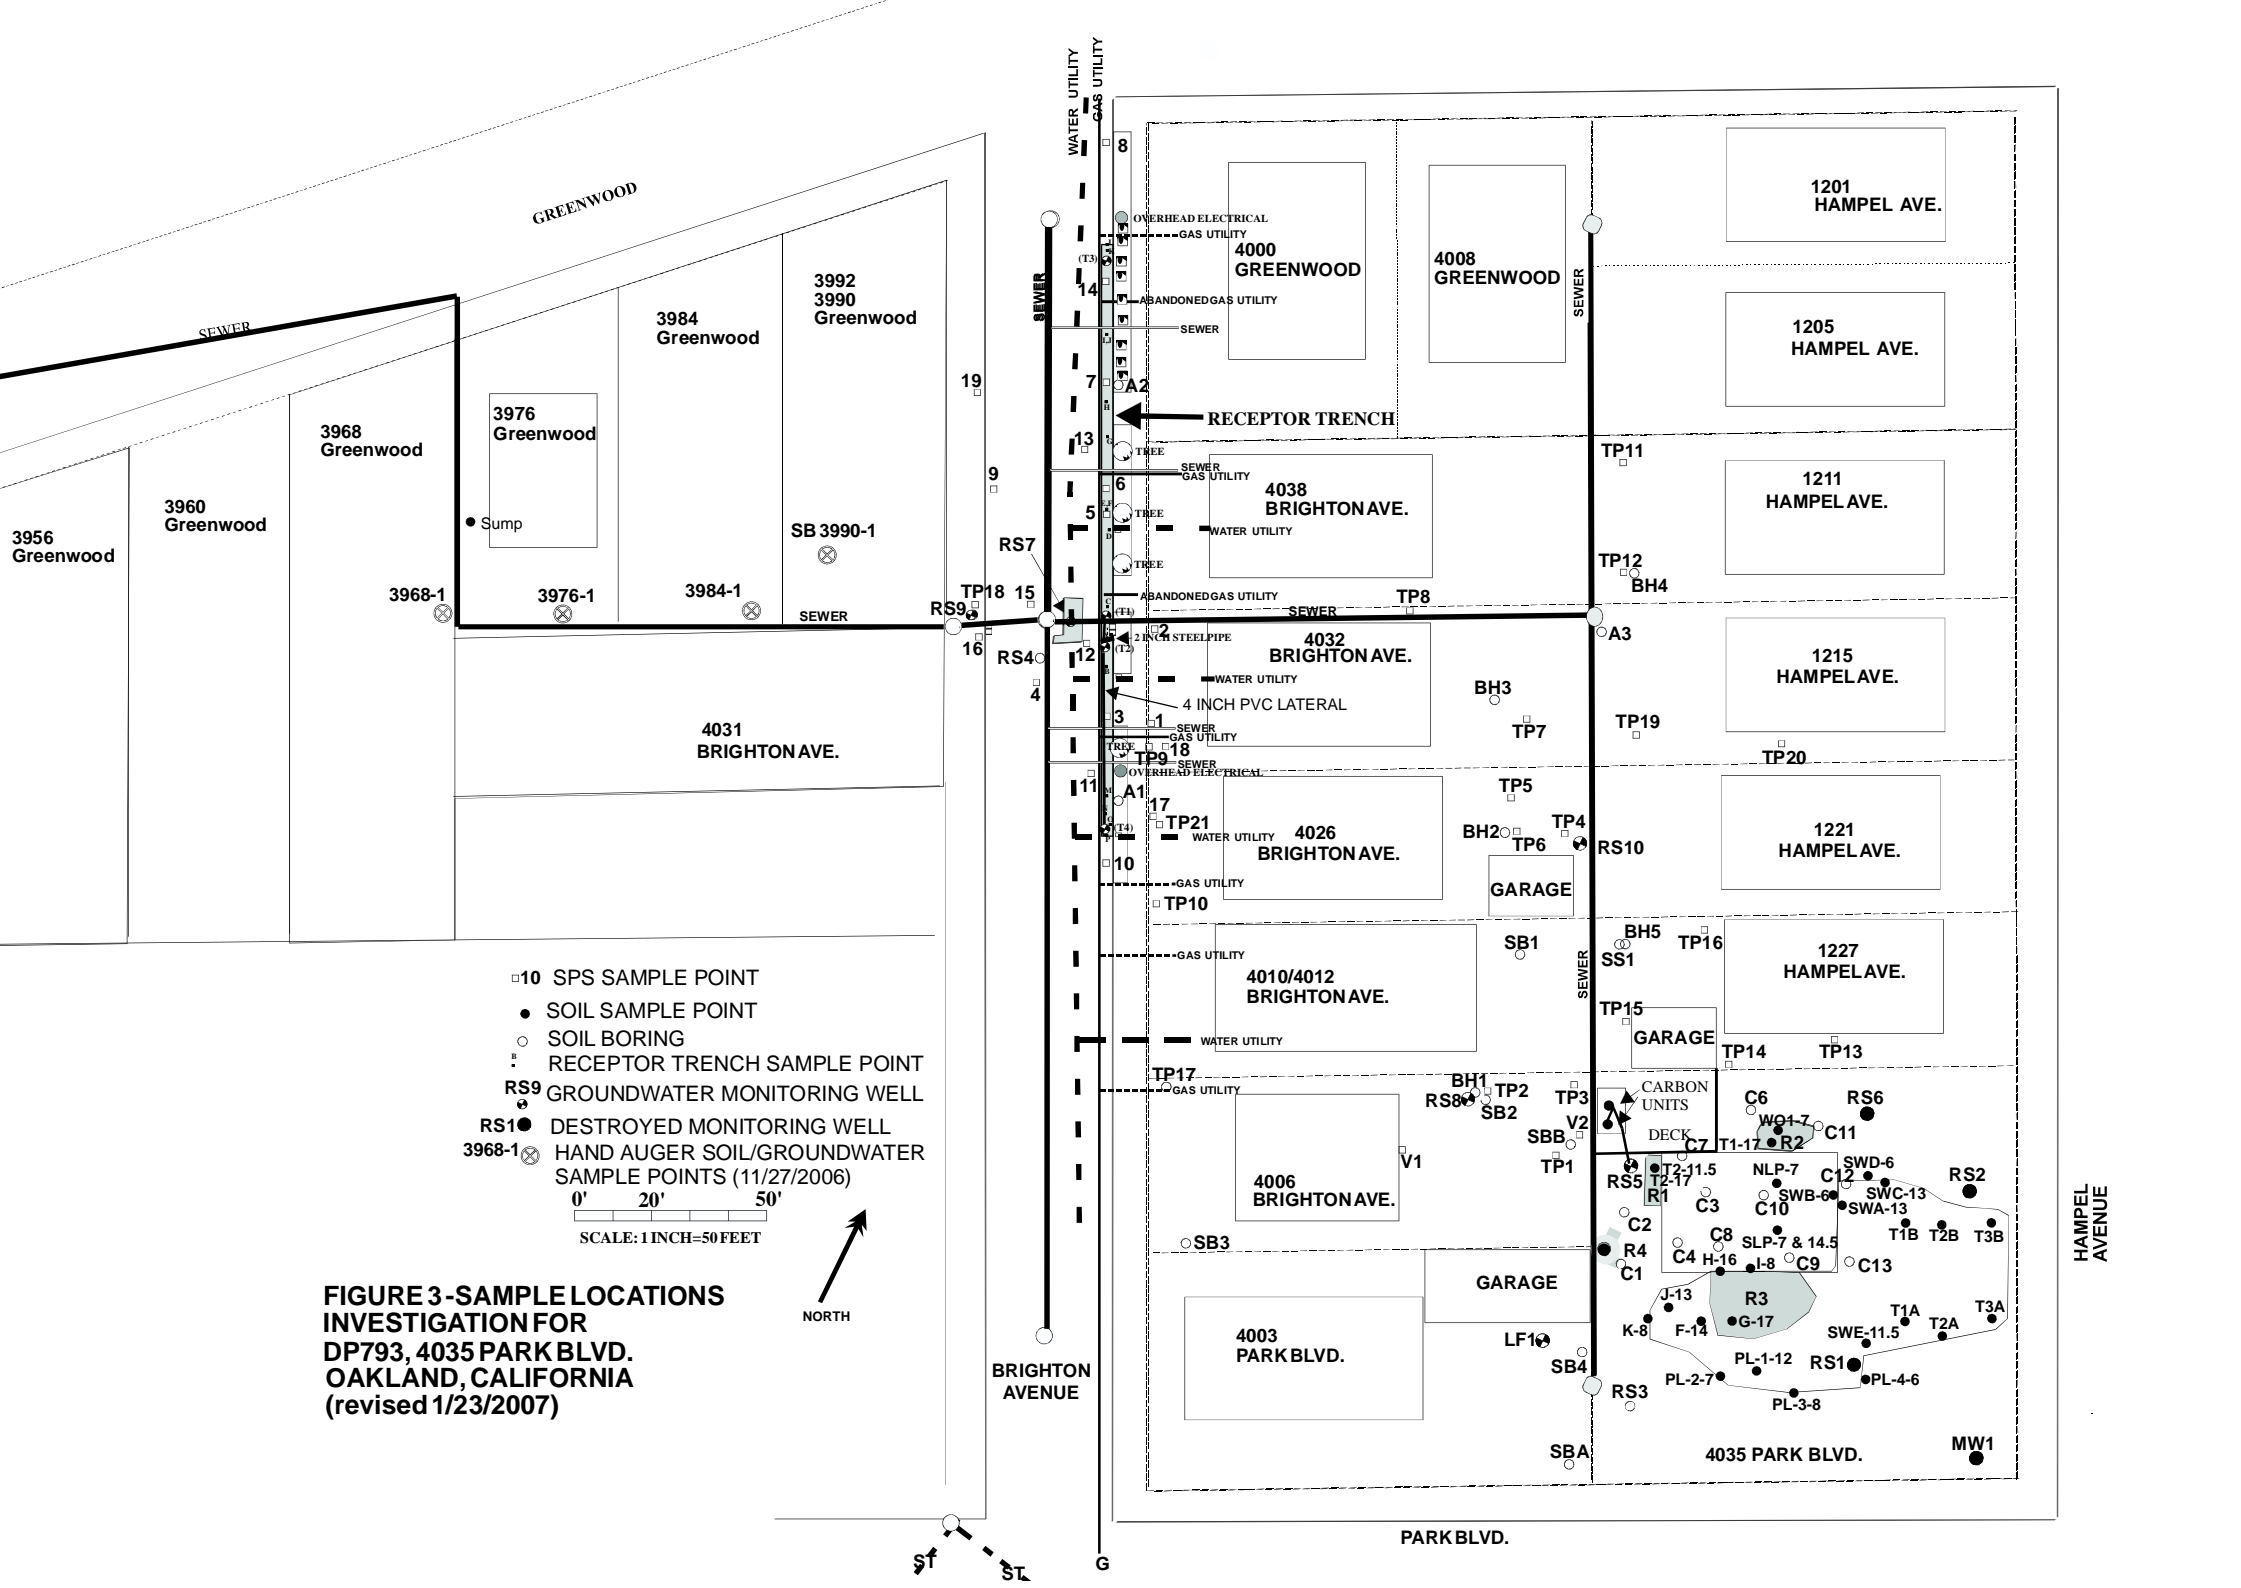 WATER UTILITY
GAS UTILITY
GREENWOOD
SEWER
8
OVERHEAD ELECTRICAL
GAS UTILITY
(T3)
14
ABANDONED GAS UTILITY
SEWER
SEWER
4000
GREENWOOD
4008
GREENWOOD
SEWER
1201
HAMPEL AVE.
1205
HAMPEL AVE.
3992
3990
Greenwood
3984
Greenwood
3976
Greenwood
3968
Greenwood
3960
Greenwood
3956
Greenwood
Sump
19
7
A2
H
RECEPTOR TRENCH
13
G
TREE
SEWER
GAS UTILITY
9
6
5
TREE
D
WATER UTILITY
TREE
4038
BRIGHTON AVE.
TP11
1211
HAMPEL AVE.
TP12
BH4
SB 3990-1
3968-1
3976-1
3984-1
SEWER
RS7
TP18
15
RS9
16
RS4
4
C
ABANDONED GAS UTILITY
(T1)
2
2 INCH STEEL PIPE
12
(T2)
B
WATER UTILITY
4 INCH PVC LATERAL
SEWER
TP8
4032
BRIGHTON AVE.
A3
1215
HAMPEL AVE.
BH3
TP7
TP19
TP20
3
1
SEWER
GAS UTILITY
TREE
18
TP9
SEWER
OVERHEAD ELECTRICAL
11
M
A1
17
TP21
(T4)
WATER UTILITY
10
GAS UTILITY
TP10
4031
BRIGHTON AVE.
4026
BRIGHTON AVE.
TP5
BH2
TP6
TP4
RS10
GARAGE
1221
HAMPEL AVE.
GAS UTILITY
4010/4012
BRIGHTON AVE.
SB1
SEWER
BH5
SS1
TP16
1227
HAMPEL AVE.
TP15
GARAGE
TP14
TP13
WATER UTILITY
TP17
GAS UTILITY
BH1
RS8
TP2
SB2
TP3
V2
SBB
TP1
V1
4006
BRIGHTON AVE.
SB3
CARBON
UNITS
DECK
C6
RS6
WO1-7
C11
C7
T1-17
R2
RS5
T2-11.5
T2-17
R1
NLP-7
C12
SWD-6
RS2
SWC-13
SWB-6
SWA-13
C3
C10
C2
T1B
T2B
T3B
C8
SLP-7 & 14.5
R4
C4
H-16
I-8
C9
C13
C1
J-13
R3
K-8
F-14
G-17
T1A
T2A
T3A
SWE-11.5
GARAGE
4003
PARK BLVD.
LF1
SB4
RS3
SBA
PL-1-12
PL-2-7
RS1
PL-4-6
PL-3-8
4035 PARK BLVD.
MW1
HAMPEL
AVENUE
10 SPS SAMPLE POINT
SOIL SAMPLE POINT
SOIL BORING
B
RECEPTOR TRENCH SAMPLE POINT
RS9 GROUNDWATER MONITORING WELL
RS1 DESTROYED MONITORING WELL
3968-1 HAND AUGER SOIL/GROUNDWATER
SAMPLE POINTS (11/27/2006)
0' 20' 50'
SCALE: 1 INCH=50 FEET
NORTH
FIGURE 3 -SAMPLE LOCATIONS
INVESTIGATION FOR
DP793, 4035 PARK BLVD.
OAKLAND, CALIFORNIA
(revised 1/23/2007)
BRIGHTON
AVENUE
PARK BLVD.
G
ST
ST